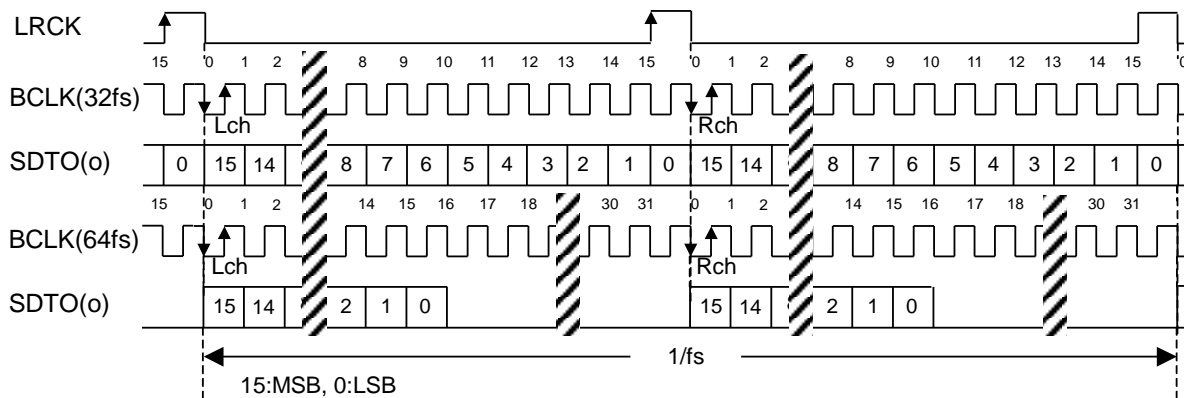 LRCK
15 0 1 2 8 9 10 11 12 13 14 15 0 1 2 8 9 10 11 12 13 14 15 0
BCLK(32fs)
Lch Rch
SDTO(o) 0 15 14 8 7 6 5 4 3 2 1 0 15 14 8 7 6 5 4 3 2 1 0
15 0 1 2 14 15 16 17 18 30 31 0 1 2 14 15 16 17 18 30 31
BCLK(64fs)
Lch Rch
SDTO(o) 15 14 2 1 0 15 14 2 1 0
1/fs
15:MSB, 0:LSB